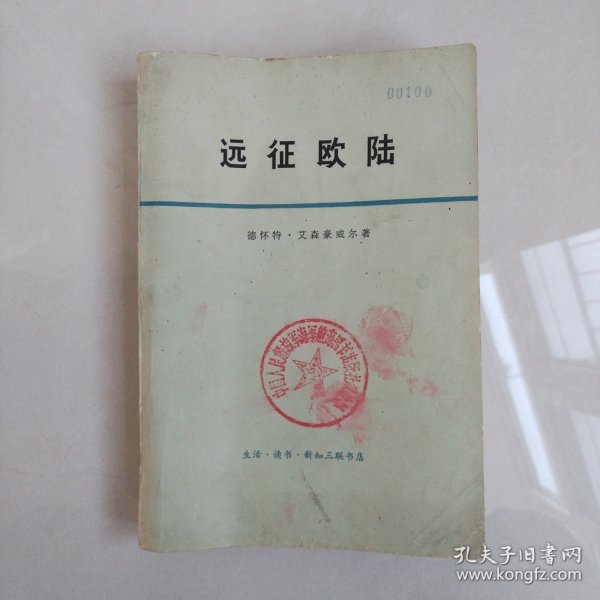 00100
远征欧陆
德怀特·艾森豪威尔著
生活·读书·新知三联书店
孔夫子旧书网
www.kongfz.com